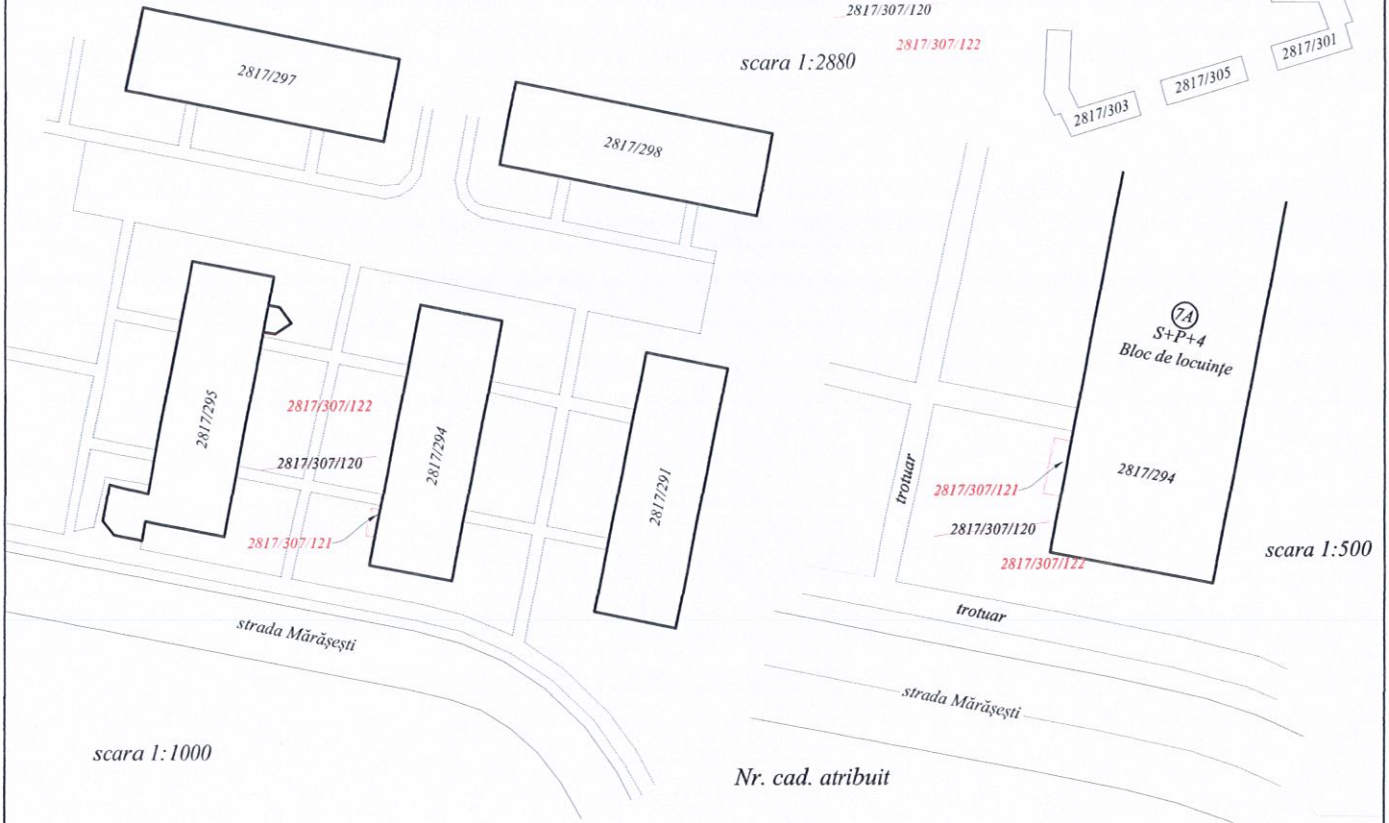 2817/307/120
2817/307/122
scara 1:2880
2817/301
2817/305
2817/303
2817/297
2817/298
2817/295
2817/307/122
2817/307/120
2817/307/121
2817/294
2817/291
strada Mărășești
scara 1:1000
7A
S+P+4
Bloc de locuințe
2817/294
trotuar
2817/307/121
2817/307/120
2817/307/122
scara 1:500
trotuar
strada Mărășești
Nr. cad. atribuit